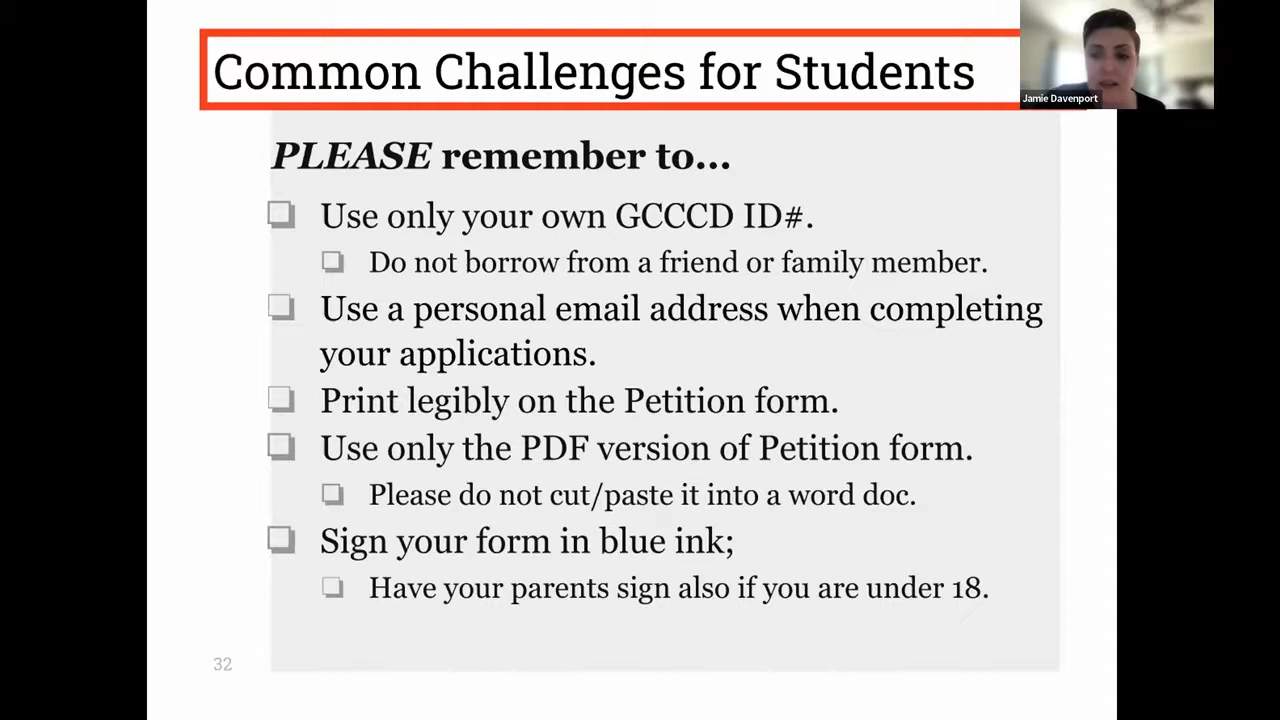 Common Challenges for Students
Jamie Davenport
PLEASE remember to...
Use only your own GCCCD ID#.
Do not borrow from a friend or family member.
Use a personal email address when completing
your applications.
Print legibly on the Petition form.
Use only the PDF version of Petition form.
Please do not cut/paste it into a word doc.
Sign your form in blue ink;
Have your parents sign also if you are under 18.
32